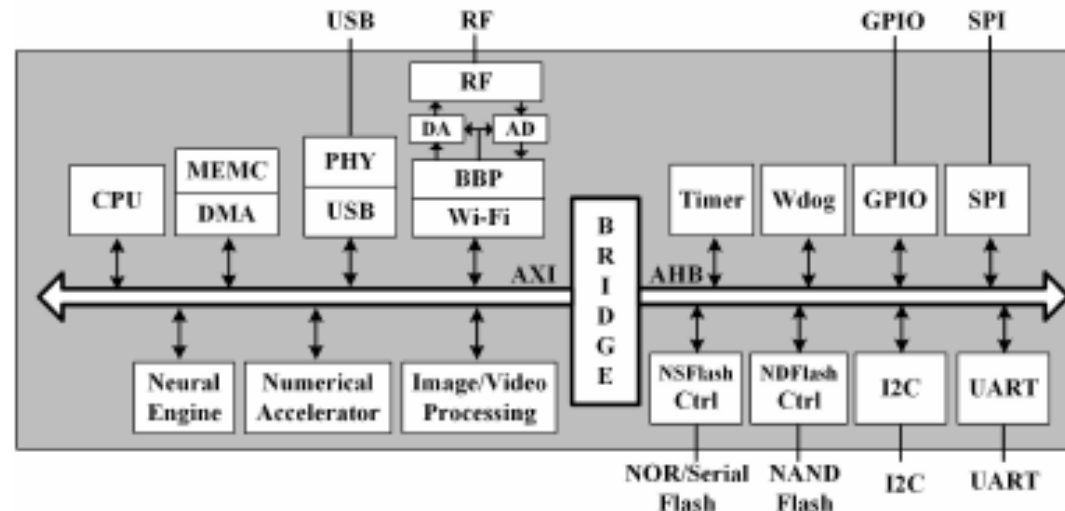 USB RF GPIO SPI
RF
DA AD
PHY
USB
BBP
Wi-Fi
CPU
MEMC
DMA
Timer
Wdog
GPIO
SPI
AXI
BRIDGE
AHB
Neural
Engine
Numerical
Accelerator
Image/Video
Processing
NSFlash
Ctrl
NDFlash
Ctrl
I2C
UART
NOR/Serial
Flash
NAND
Flash
I2C
UART